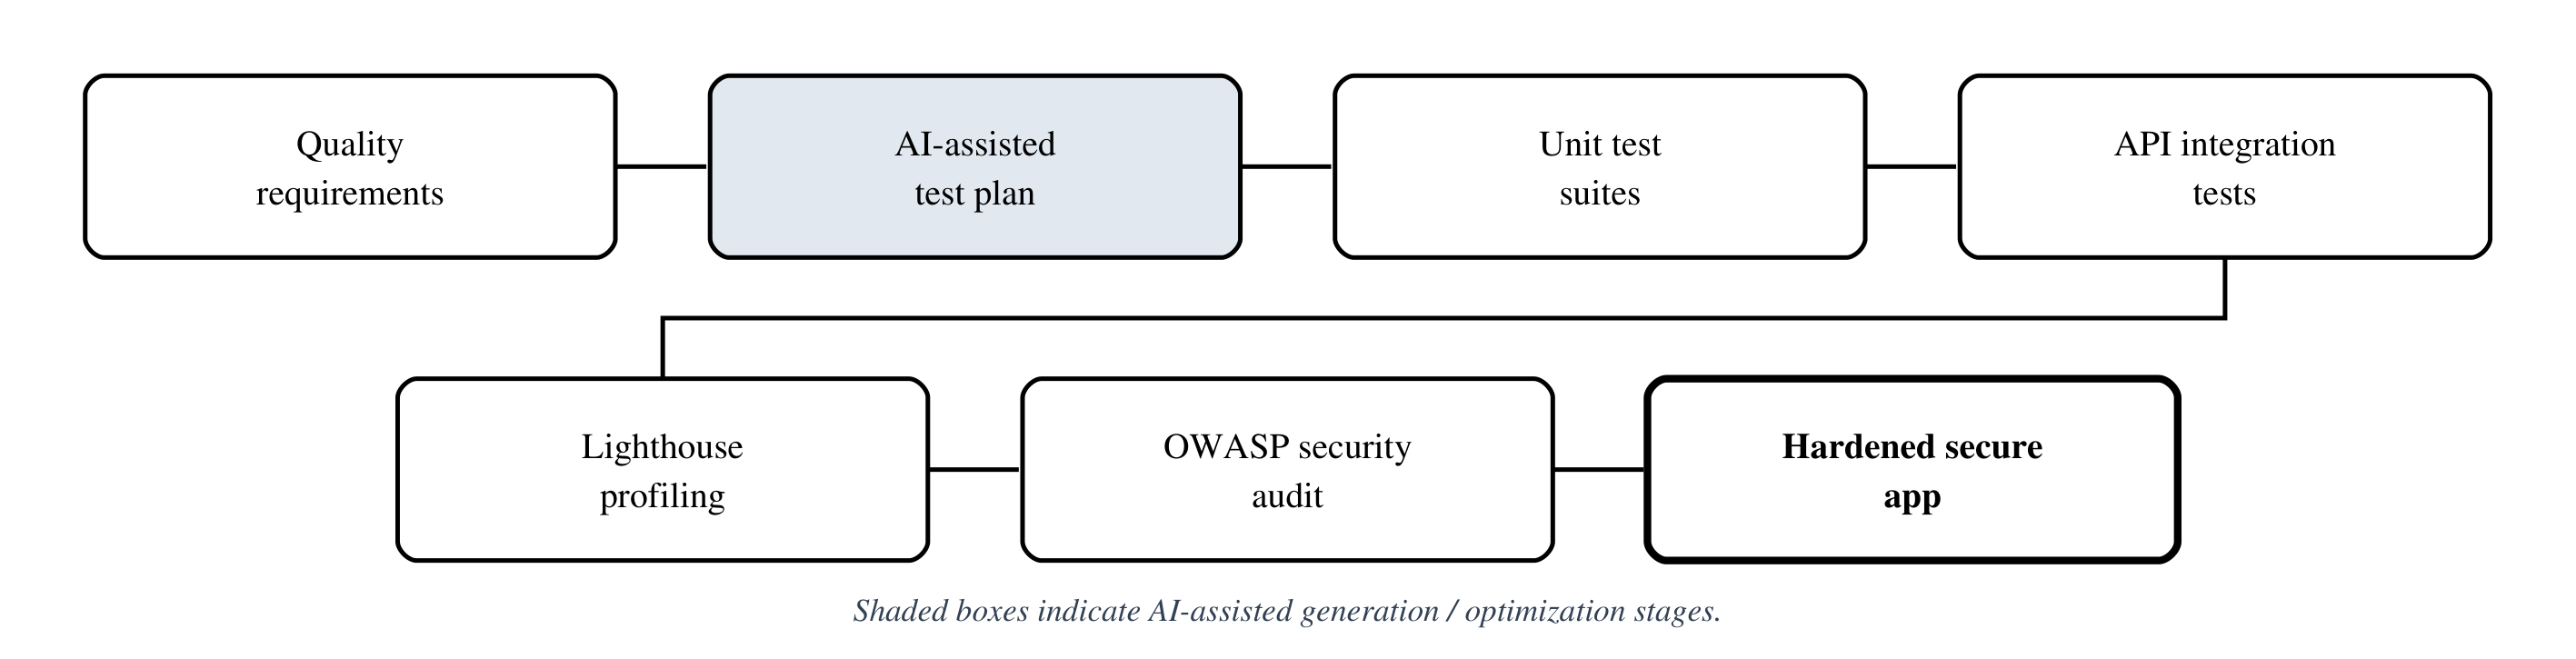 Quality
requirements
AI-assisted
test plan
Unit test
suites
API integration
tests
Lighthouse
profiling
OWASP security
audit
Hardened secure
app
Shaded boxes indicate AI-assisted generation / optimization stages.